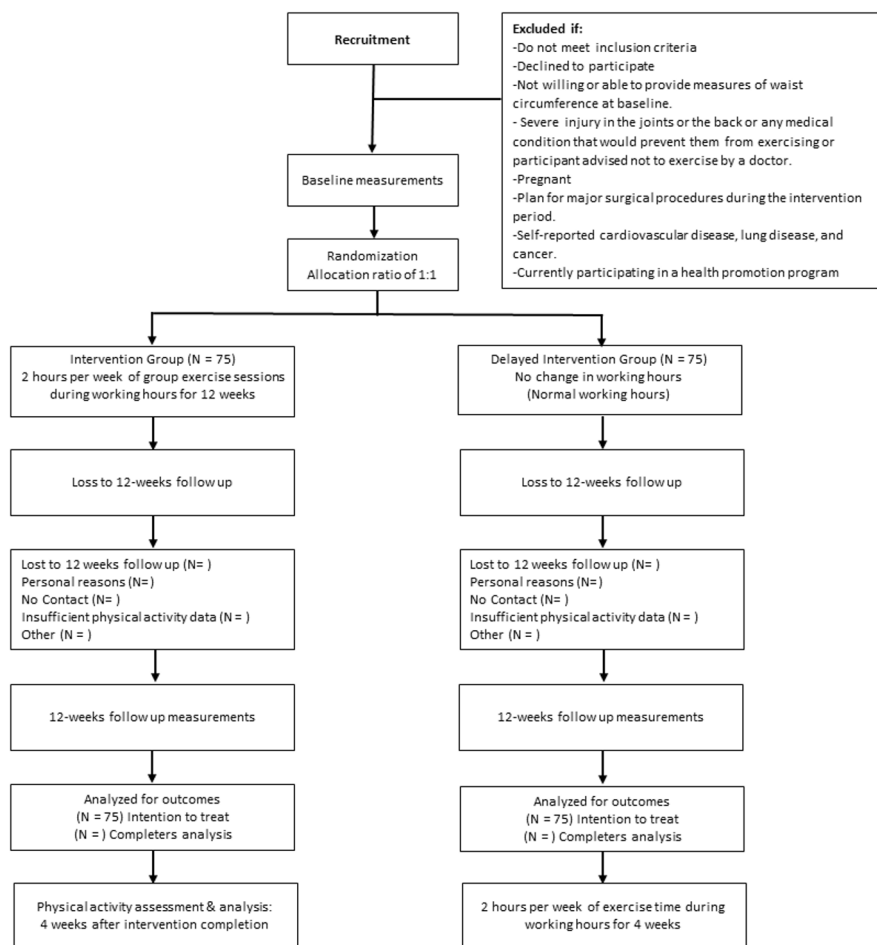 Recruitment
Excluded if:
-Do not meet inclusion criteria
-Declined to participate
-Not willing or able to provide measures of waist
circumference at baseline.
- Severe injury in the joints or the back or any medical
condition that would prevent them from exercising or
participant advised not to exercise by a doctor.
-Pregnant
-Plan for major surgical procedures during the intervention
period.
-Self-reported cardiovascular disease, lung disease, and
cancer.
-Currently participating in a health promotion program
Baseline measurements
Randomization
Allocation ratio of 1:1
Intervention Group (N = 75)
2 hours per week of group exercise sessions
during working hours for 12 weeks
Delayed Intervention Group (N = 75)
No change in working hours
(Normal working hours)
Loss to 12-weeks follow up
Loss to 12-weeks follow up
Lost to 12 weeks follow up (N= )
Personal reasons (N= )
No Contact (N= )
Insufficient physical activity data (N = )
Other (N = )
Lost to 12 weeks follow up (N= )
Personal reasons (N= )
No Contact (N= )
Insufficient physical activity data (N = )
Other (N = )
12-weeks follow up measurements
12-weeks follow up measurements
Analyzed for outcomes
(N = 75) Intention to treat
(N = ) Completers analysis
Analyzed for outcomes
(N = 75) Intention to treat
(N = ) Completers analysis
Physical activity assessment & analysis:
4 weeks after intervention completion
2 hours per week of exercise time during
working hours for 4 weeks